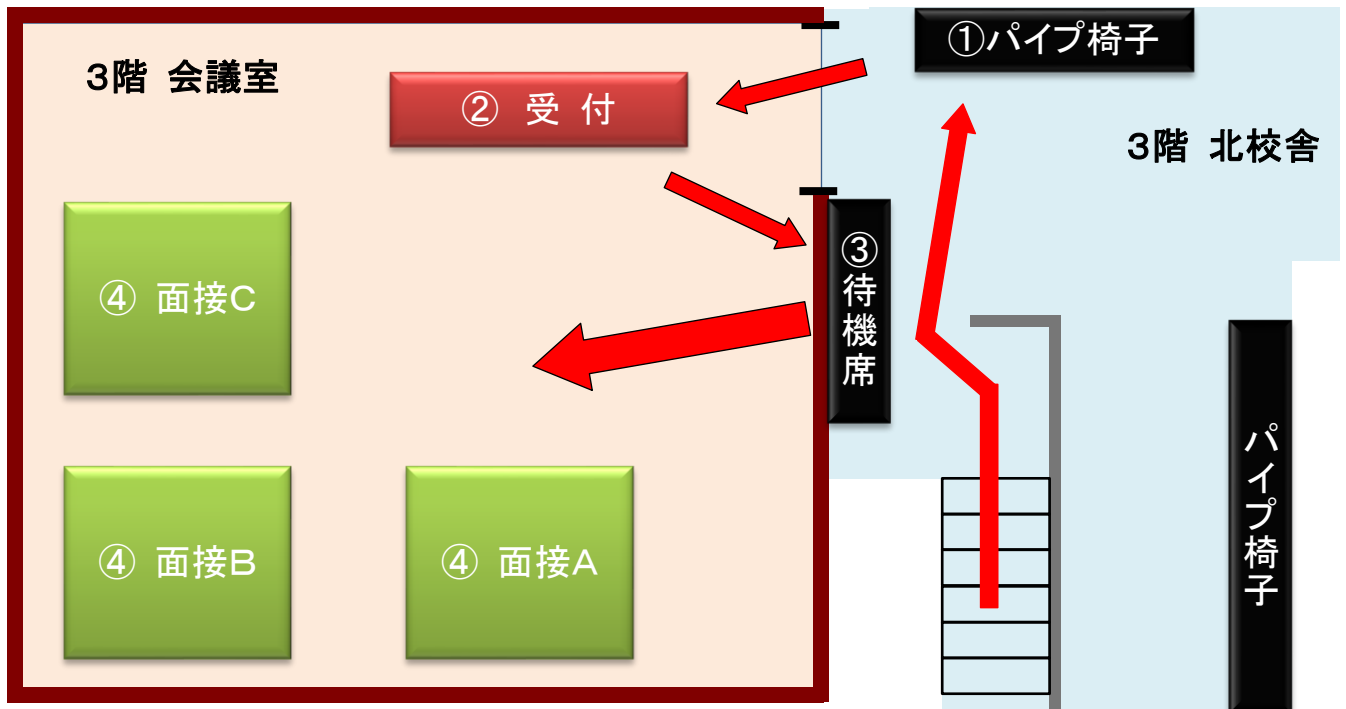 3階 会議室
② 受 付
①パイプ椅子
3階 北校舎
③待機席
④ 面接C
④ 面接B
④ 面接A
パイプ椅子